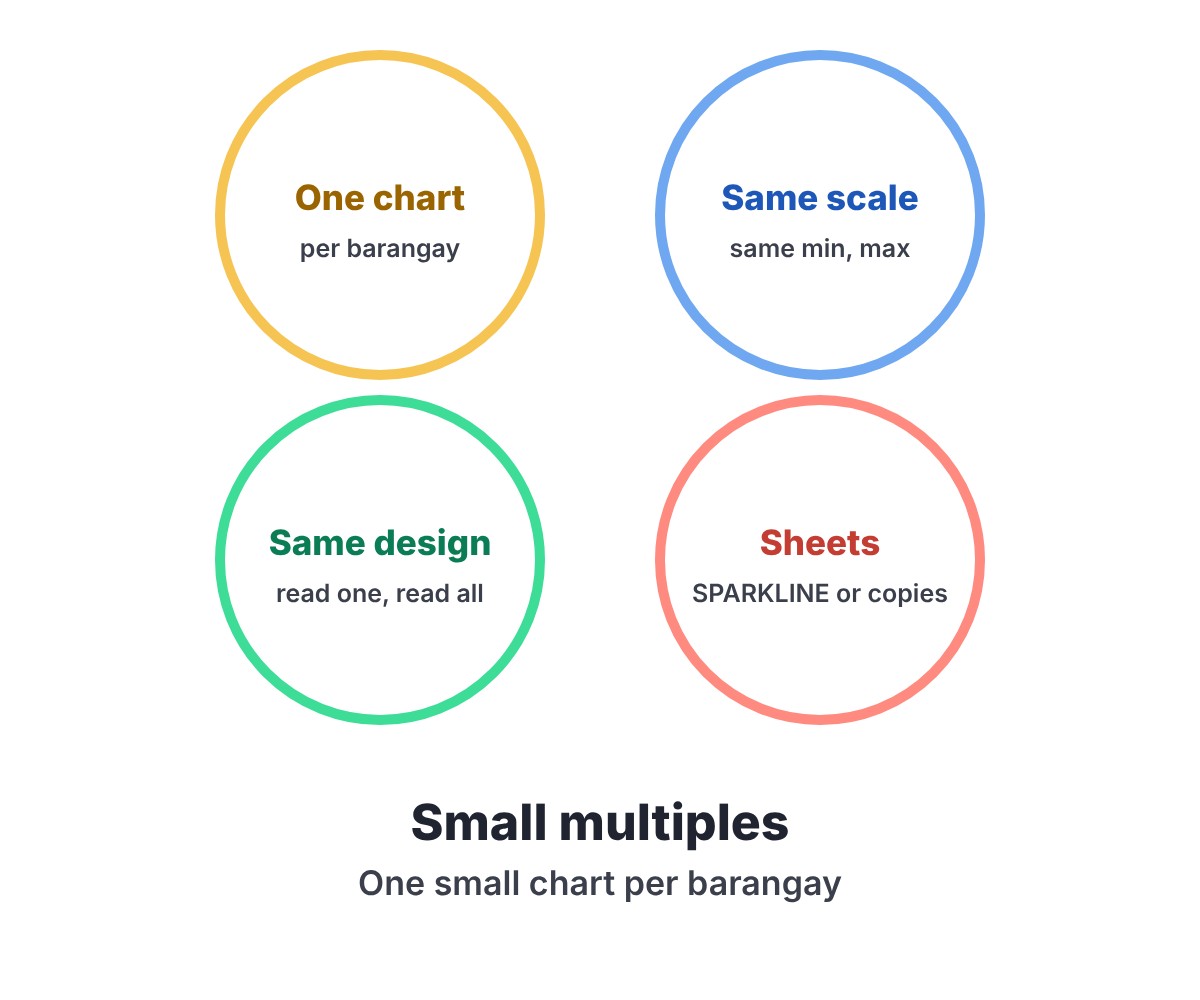 One chart
per barangay
Same scale
same min, max
Same design
read one, read all
Sheets
SPARKLINE or copies
Small multiples
One small chart per barangay